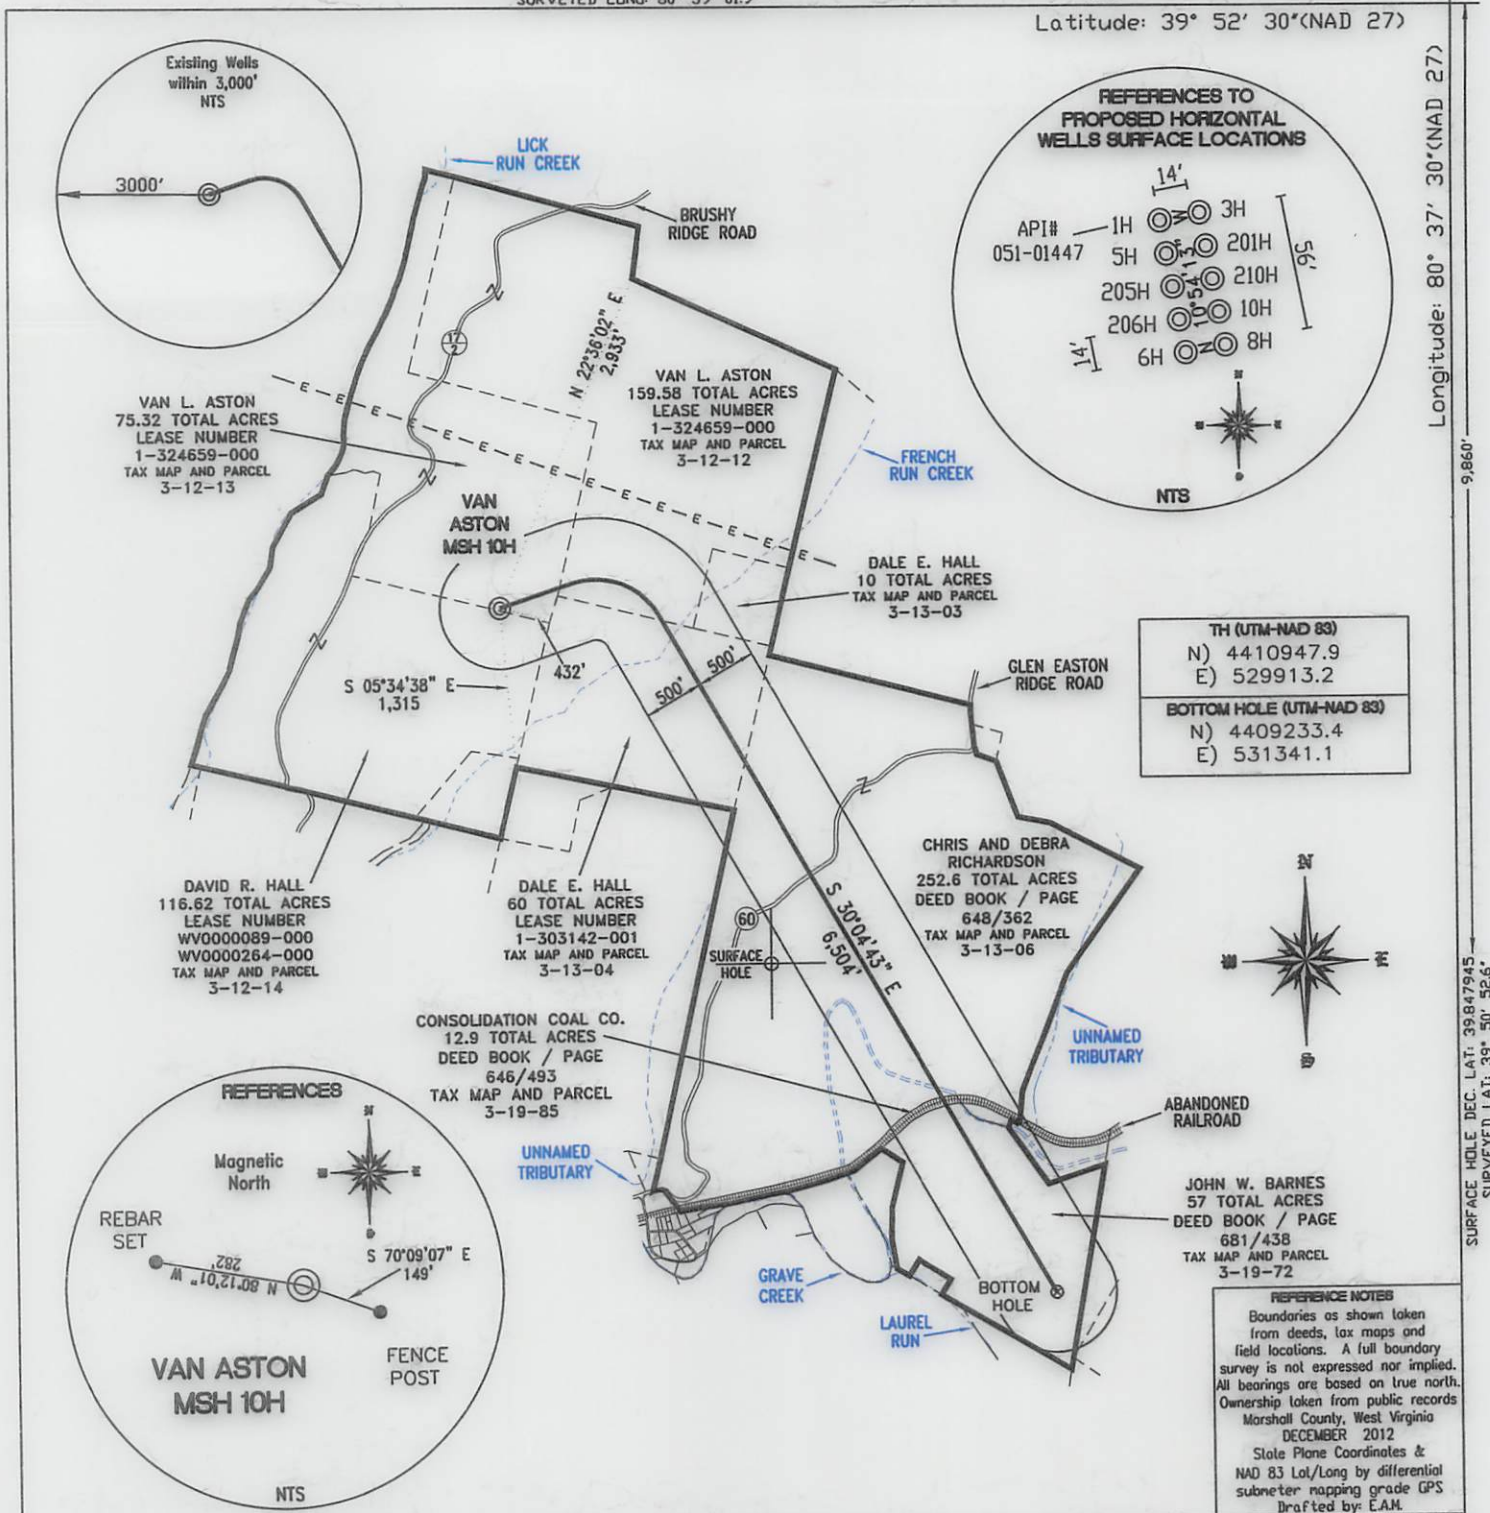 Latitude: 39° 52' 30"(NAD 27)
Longitude: 80° 37' 30"(NAD 27)
9,860'
SURFACE HOLE DEC. LAT: 39.847945
SURVEYED LAT: 39° 50' 52.6"
Existing Wells
within 3,000'
NTS
3000'
LICK
RUN CREEK
BRUSHY
RIDGE ROAD
REFERENCES TO
PROPOSED HORIZONTAL
WELLS SURFACE LOCATIONS
14'
API#
051-01447
1H
3H
5H
201H
205H
210H
206H
10H
6H
8H
N 10°54'13" W
56'
14'
NTS
17
2
N 22°36'02" E
2,933'
VAN L. ASTON
75.32 TOTAL ACRES
LEASE NUMBER
1-324659-000
TAX MAP AND PARCEL
3-12-13
VAN L. ASTON
159.58 TOTAL ACRES
LEASE NUMBER
1-324659-000
TAX MAP AND PARCEL
3-12-12
E E E E E E E E E E E E E E
FRENCH
RUN CREEK
VAN
ASTON
MSH 10H
DALE E. HALL
10 TOTAL ACRES
TAX MAP AND PARCEL
3-13-03
432'
500' 500'
S 05°34'38" E
1,315
GLEN EASTON
RIDGE ROAD
TH (UTM-NAD 83)
N) 4410947.9
E) 529913.2
BOTTOM HOLE (UTM-NAD 83)
N) 4409233.4
E) 531341.1
DAVID R. HALL
116.62 TOTAL ACRES
LEASE NUMBER
WV0000089-000
WV0000264-000
TAX MAP AND PARCEL
3-12-14
DALE E. HALL
60 TOTAL ACRES
LEASE NUMBER
1-303142-001
TAX MAP AND PARCEL
3-13-04
CHRIS AND DEBRA
RICHARDSON
252.6 TOTAL ACRES
DEED BOOK / PAGE
648/362
TAX MAP AND PARCEL
3-13-06
60
SURFACE
HOLE
S 30°04'43" E
6,504'
N
W E
S
CONSOLIDATION COAL CO.
12.9 TOTAL ACRES
DEED BOOK / PAGE
646/493
TAX MAP AND PARCEL
3-19-85
UNNAMED
TRIBUTARY
ABANDONED
RAILROAD
UNNAMED
TRIBUTARY
REFERENCES
Magnetic
North
REBAR
SET
N 80°12'01" W
282'
S 70°09'07" E
149'
FENCE
POST
VAN ASTON
MSH 10H
NTS
JOHN W. BARNES
57 TOTAL ACRES
DEED BOOK / PAGE
681/438
TAX MAP AND PARCEL
3-19-72
GRAVE
CREEK
LAUREL
RUN
BOTTOM
HOLE
REFERENCE NOTES
Boundaries as shown taken
from deeds, tax maps and
field locations. A full boundary
survey is not expressed nor implied.
All bearings are based on true north.
Ownership taken from public records
Marshall County, West Virginia
DECEMBER 2012
State Plane Coordinates &
NAD 83 Lat/Long by differential
submeter mapping grade GPS
Drafted by: E.A.M.